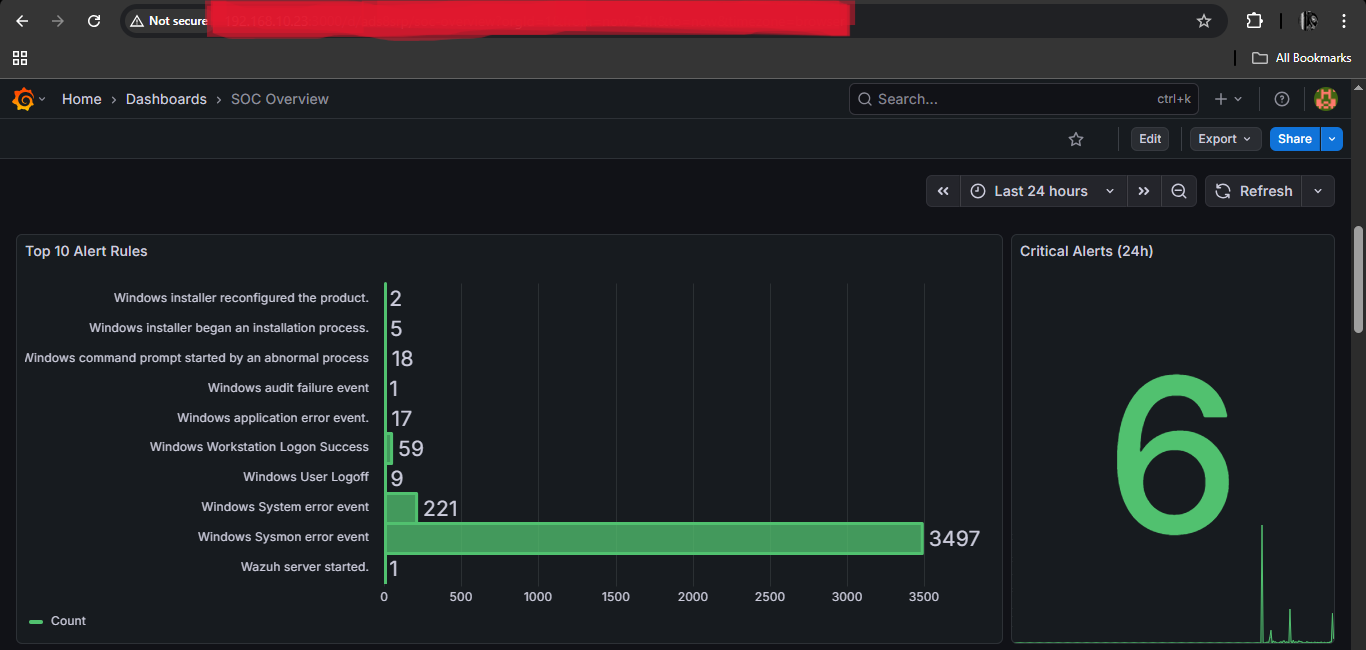 Not secure
All Bookmarks
Home › Dashboards › SOC Overview
Search... ctrl+k
Edit Export Share
Last 24 hours Refresh
Top 10 Alert Rules
Windows installer reconfigured the product. 2
Windows installer began an installation process. 5
Windows command prompt started by an abnormal process 18
Windows audit failure event 1
Windows application error event. 17
Windows Workstation Logon Success 59
Windows User Logoff 9
Windows System error event 221
Windows Sysmon error event 3497
Wazuh server started. 1
0 500 1000 1500 2000 2500 3000 3500
Count
Critical Alerts (24h)
6